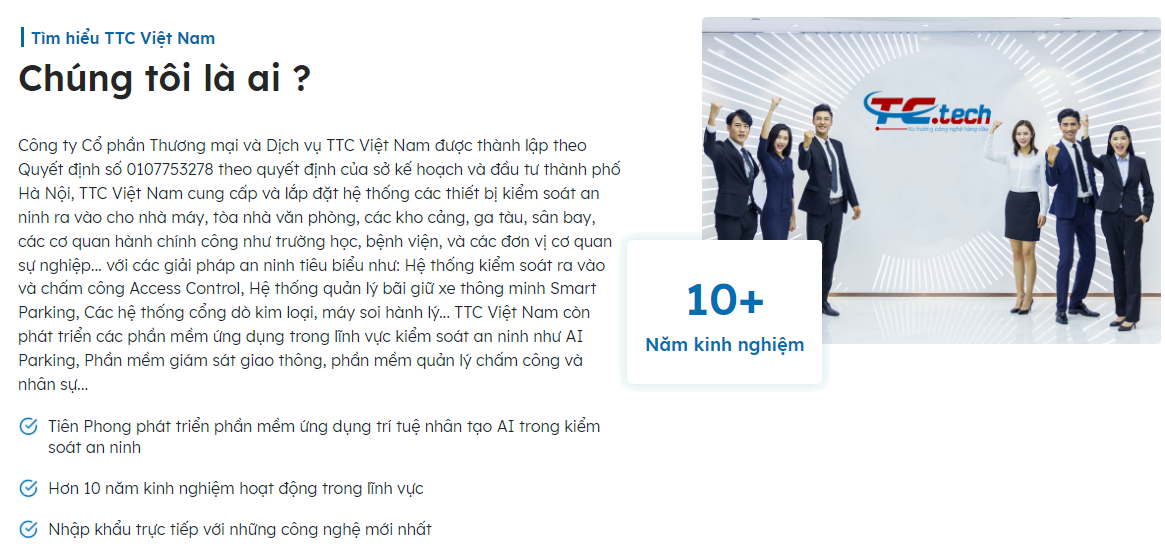 Tìm hiểu TTC Việt Nam
Chúng tôi là ai ?
Công ty Cổ phần Thương mại và Dịch vụ TTC Việt Nam được thành lập theo
Quyết định số 0107753278 theo quyết định của sở kế hoạch và đầu tư thành phố
Hà Nội, TTC Việt Nam cung cấp và lắp đặt hệ thống các thiết bị kiểm soát an
ninh ra vào cho nhà máy, tòa nhà văn phòng, các kho cảng, ga tàu, sân bay,
các cơ quan hành chính công như trường học, bệnh viện, và các đơn vị cơ quan
sự nghiệp... với các giải pháp an ninh tiêu biểu như: Hệ thống kiểm soát ra vào
và chấm công Access Control, Hệ thống quản lý bãi giữ xe thông minh Smart
Parking, Các hệ thống cổng dò kim loại, máy soi hành lý... TTC Việt Nam còn
phát triển các phần mềm ứng dụng trong lĩnh vực kiểm soát an ninh như AI
Parking, Phần mềm giám sát giao thông, phần mềm quản lý chấm công và
nhân sự...
Tiên Phong phát triển phần mềm ứng dụng trí tuệ nhân tạo AI trong kiểm
soát an ninh
Hơn 10 năm kinh nghiệm hoạt động trong lĩnh vực
Nhập khẩu trực tiếp với những công nghệ mới nhất
TTC.tech
Xu hướng công nghệ hàng đầu
10+
Năm kinh nghiệm